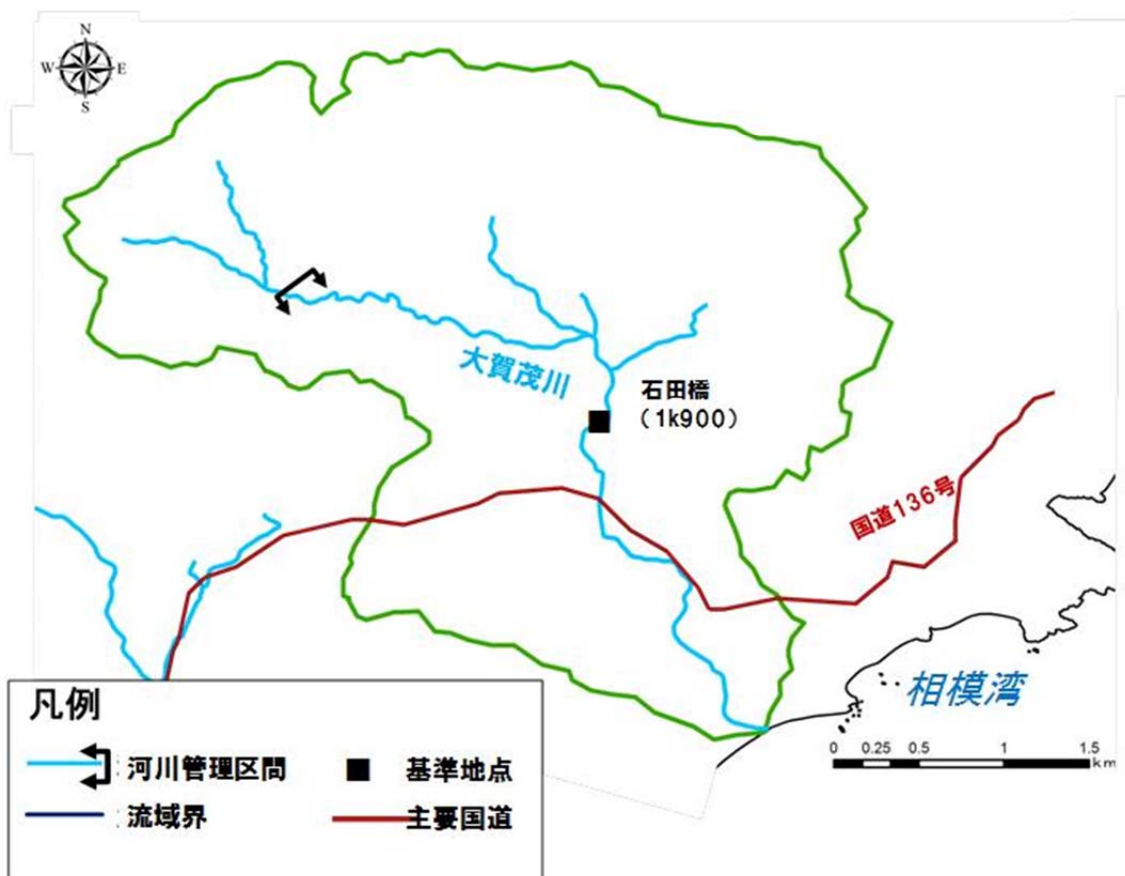 N
W E
S
大賀茂川
石田橋
(1k900)
国道136号
相模湾
0 0.25 0.5 1 1.5
km
凡例
河川管理区間
基準地点
流域界
主要国道